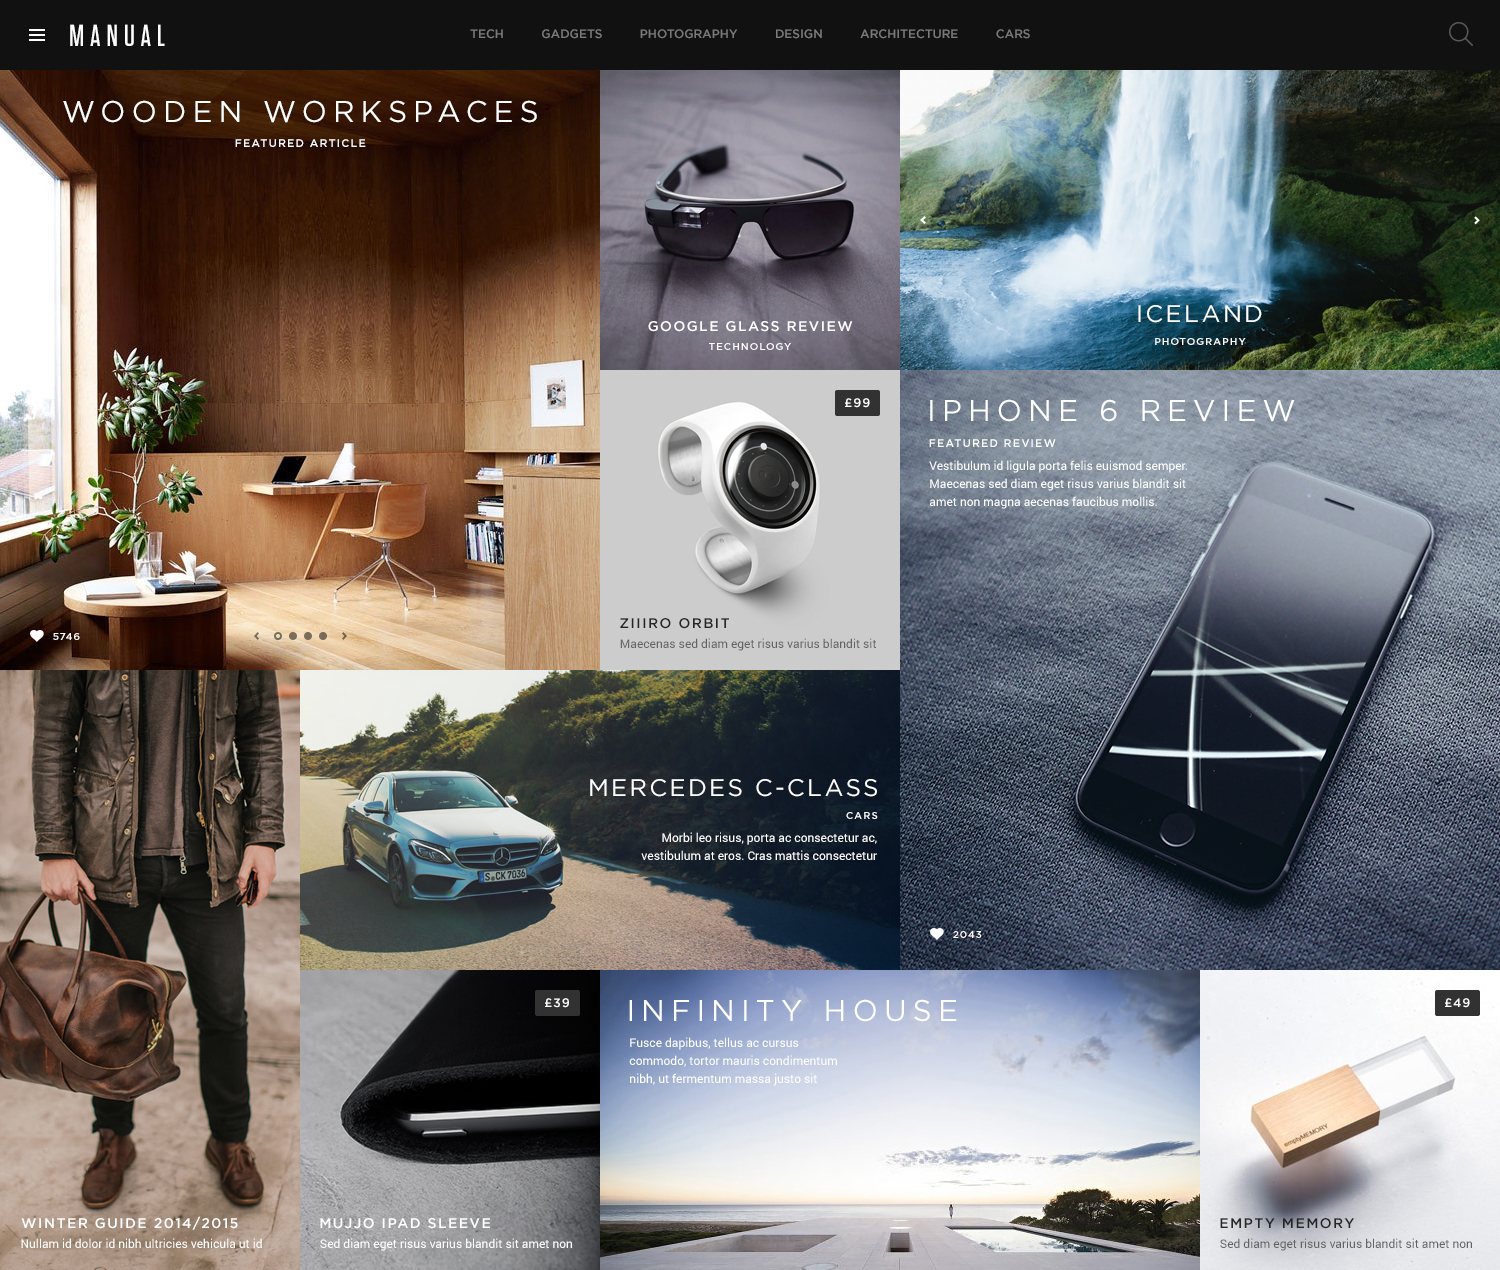 MANUAL
TECH GADGETS PHOTOGRAPHY DESIGN ARCHITECTURE CARS
WOODEN WORKSPACES
FEATURED ARTICLE
5746
GOOGLE GLASS REVIEW
TECHNOLOGY
ICELAND
PHOTOGRAPHY
£99
ZIIIRO ORBIT
Maecenas sed diam eget risus varius blandit sit
IPHONE 6 REVIEW
FEATURED REVIEW
Vestibulum id ligula porta felis euismod semper.
Maecenas sed diam eget risus varius blandit sit
amet non magna aecenas faucibus mollis.
2043
MERCEDES C-CLASS
CARS
Morbi leo risus, porta ac consectetur ac,
vestibulum at eros. Cras mattis consectetur
S CK 7036
WINTER GUIDE 2014/2015
Nullam id dolor id nibh ultricies vehicula ut id
£39
MUJJO IPAD SLEEVE
Sed diam eget risus varius blandit sit amet non
INFINITY HOUSE
Fusce dapibus, tellus ac cursus
commodo, tortor mauris condimentum
nibh, ut fermentum massa justo sit
£49
emptyMEMORY
EMPTY MEMORY
Sed diam eget risus varius blandit sit amet non